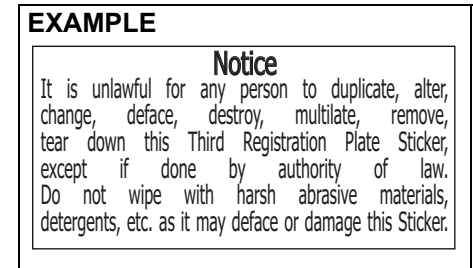 EXAMPLE
Notice
It is unlawful for any person to duplicate, alter,
change, deface, destroy, multilate, remove,
tear down this Third Registration Plate Sticker,
except if done by authority of law.
Do not wipe with harsh abrasive materials,
detergents, etc. as it may deface or damage this Sticker.